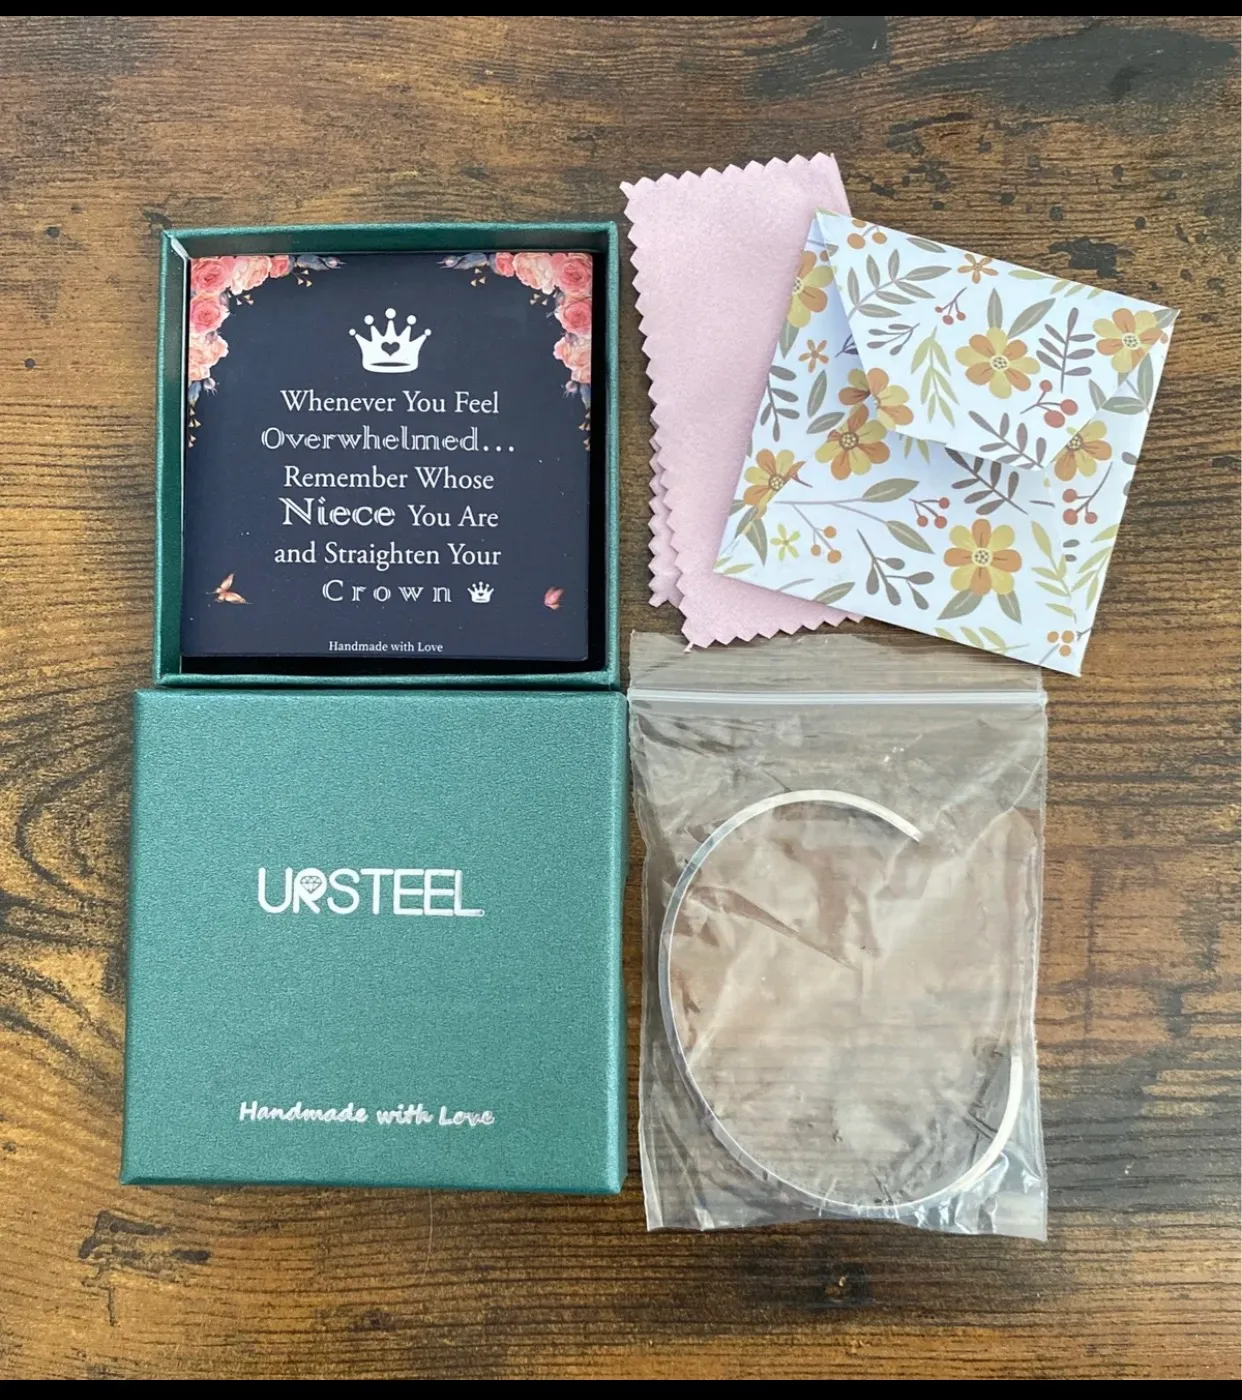 Whenever You Feel
Overwhelmed...
Remember Whose
Niece You Are
and Straighten Your
Crown
Handmade with Love
URSTEEL
Handmade with Love